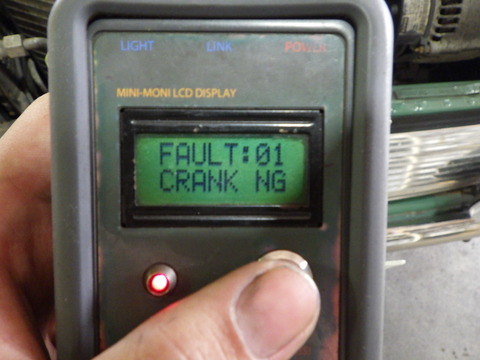 LIGHT LINK POWER
MINI-MONI LCD DISPLAY
FAULT:01
CRANK NG